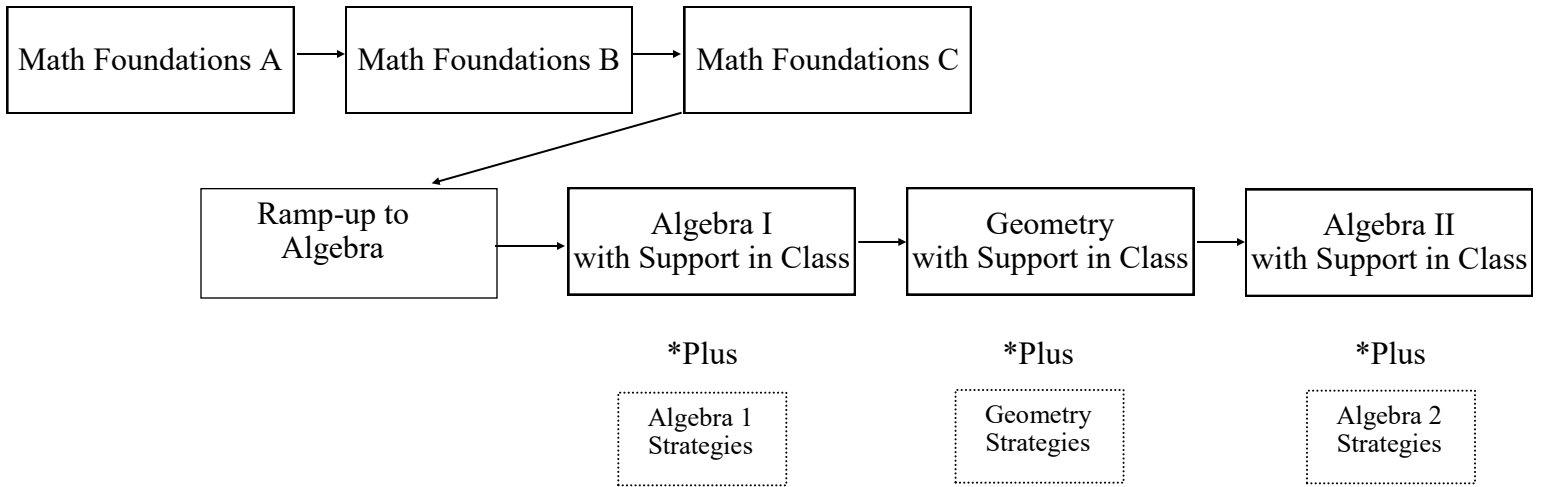 Math Foundations A
Math Foundations B
Math Foundations C
Ramp-up to
Algebra
Algebra I
with Support in Class
Geometry
with Support in Class
Algebra II
with Support in Class
*Plus
*Plus
*Plus
Algebra 1
Strategies
Geometry
Strategies
Algebra 2
Strategies